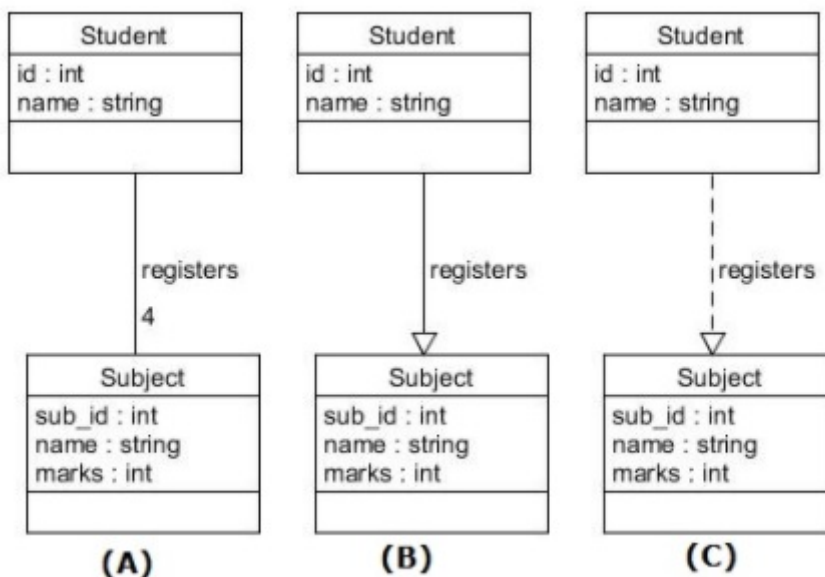 Student
id : int
name : string
registers
4
Subject
sub_id : int
name : string
marks : int
(A)
Student
id : int
name : string
registers
Subject
sub_id : int
name : string
marks : int
(B)
Student
id : int
name : string
registers
Subject
sub_id : int
name : string
marks : int
(C)